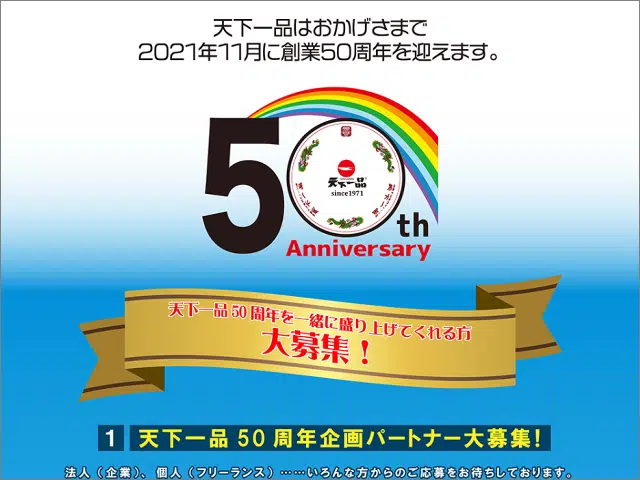 天下一品はおかげさまで
2021年11月に創業50周年を迎えます。
50th
天下一品
since1971
Anniversary
天下一品50周年を一緒に盛り上げてくれる方
大募集！
1 天下一品50周年企画パートナー大募集！
法人（企業）、個人（フリーランス）……いろんな方からのご応募をお待ちしております。